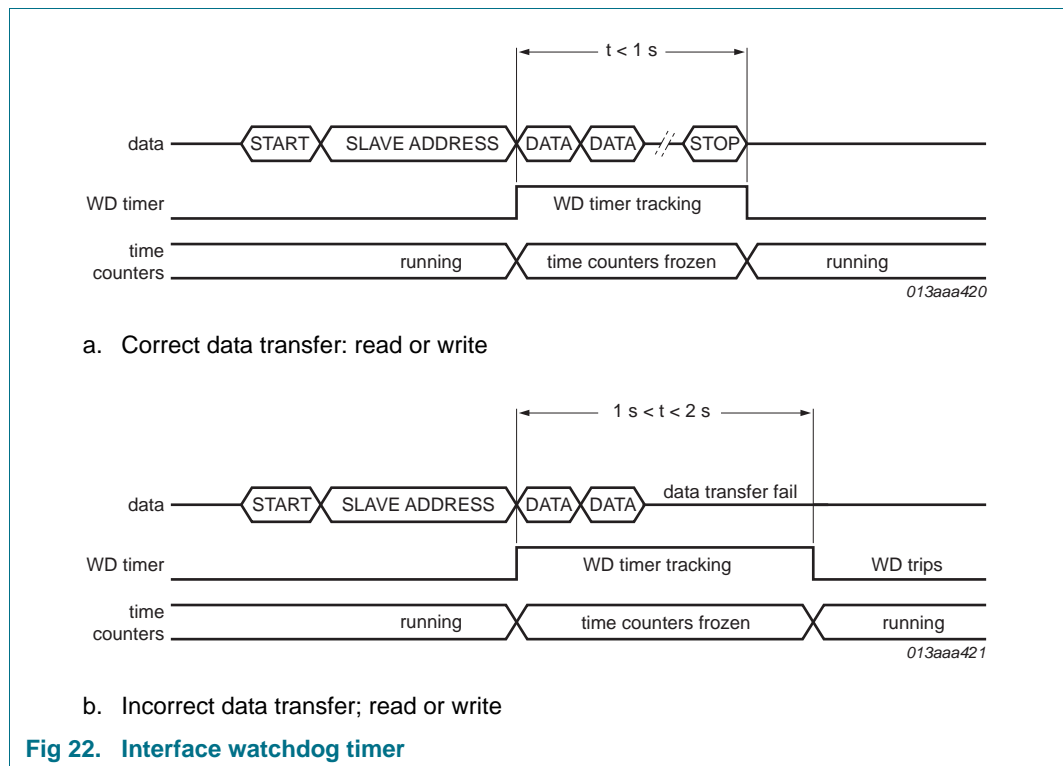 t < 1 s
data START SLAVE ADDRESS DATA DATA STOP
WD timer WD timer tracking
time
counters running time counters frozen running
013aaa420
a. Correct data transfer: read or write
1 s < t < 2 s
data START SLAVE ADDRESS DATA DATA data transfer fail
WD timer WD timer tracking WD trips
time
counters running time counters frozen running
013aaa421
b. Incorrect data transfer; read or write
Fig 22. Interface watchdog timer